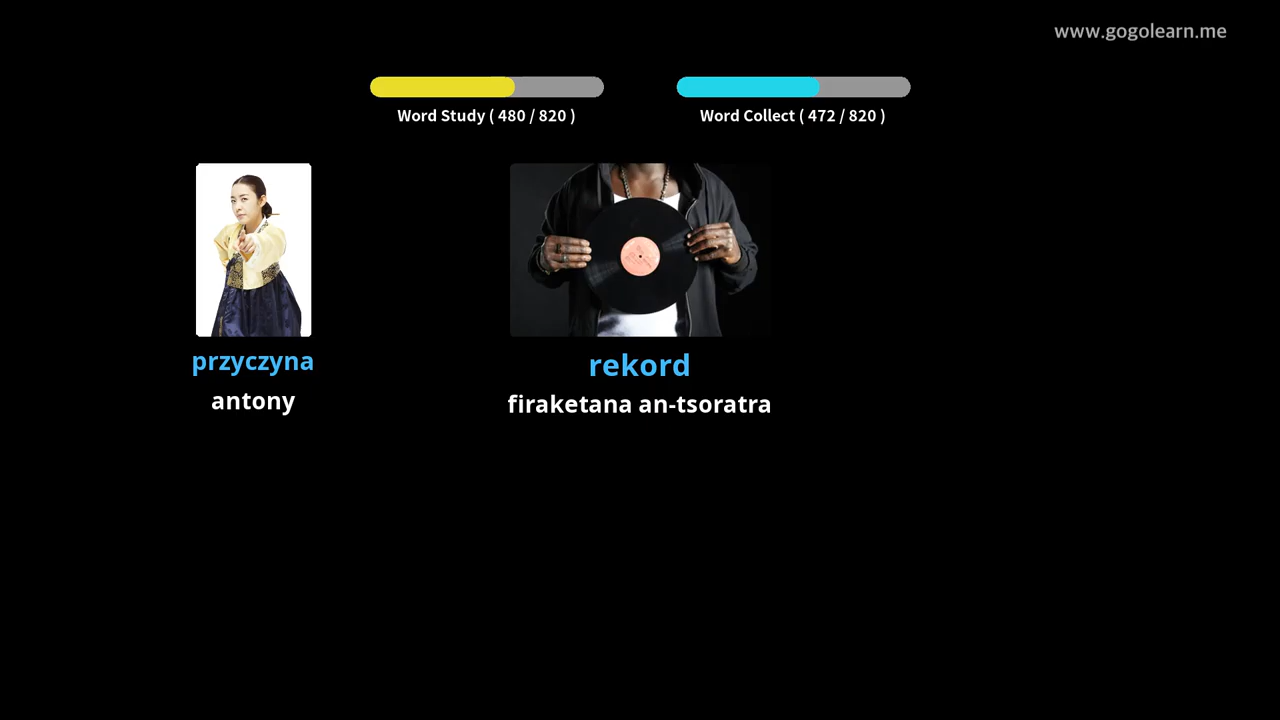 www.gogolearn.me
Word Study ( 480 / 820 )
Word Collect ( 472 / 820 )
przyczyna
antony
rekord
firaketana an-tsoratra